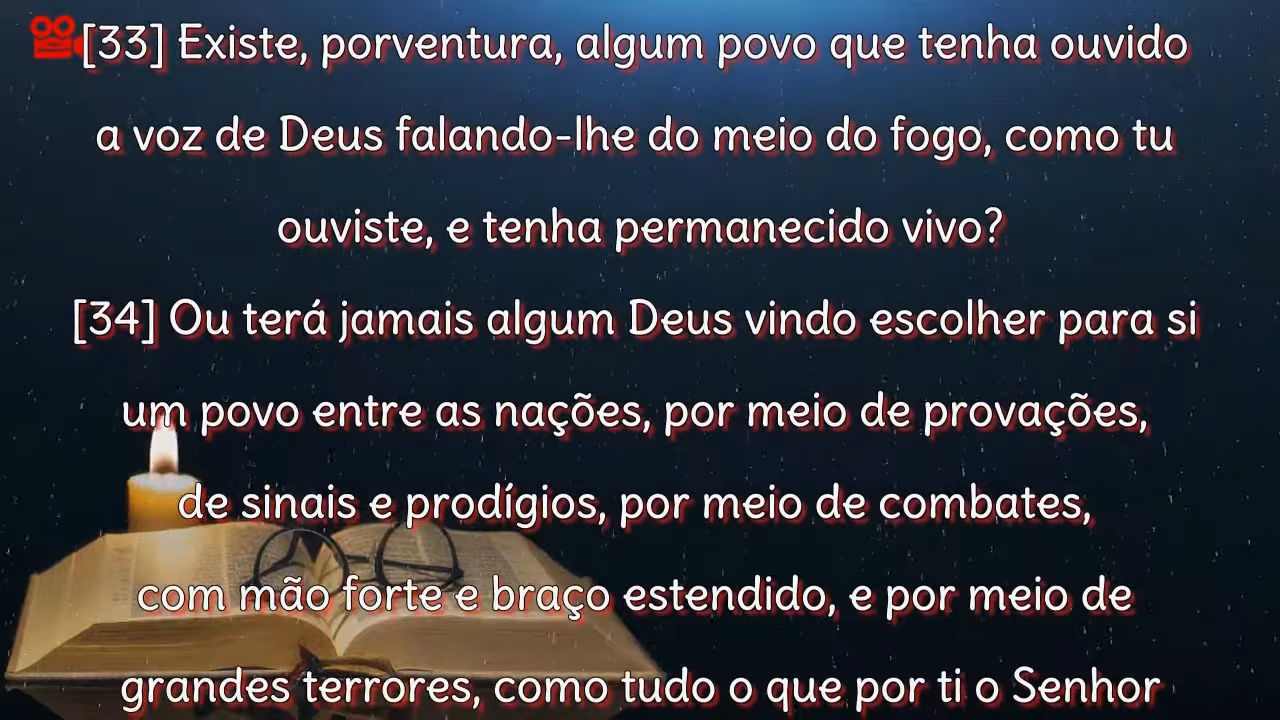 [33] Existe, porventura, algum povo que tenha ouvido
a voz de Deus falando-lhe do meio do fogo, como tu
ouviste, e tenha permanecido vivo?
[34] Ou terá jamais algum Deus vindo escolher para si
um povo entre as nações, por meio de provações,
de sinais e prodígios, por meio de combates,
com mão forte e braço estendido, e por meio de
grandes terrores, como tudo o que por ti o Senhor